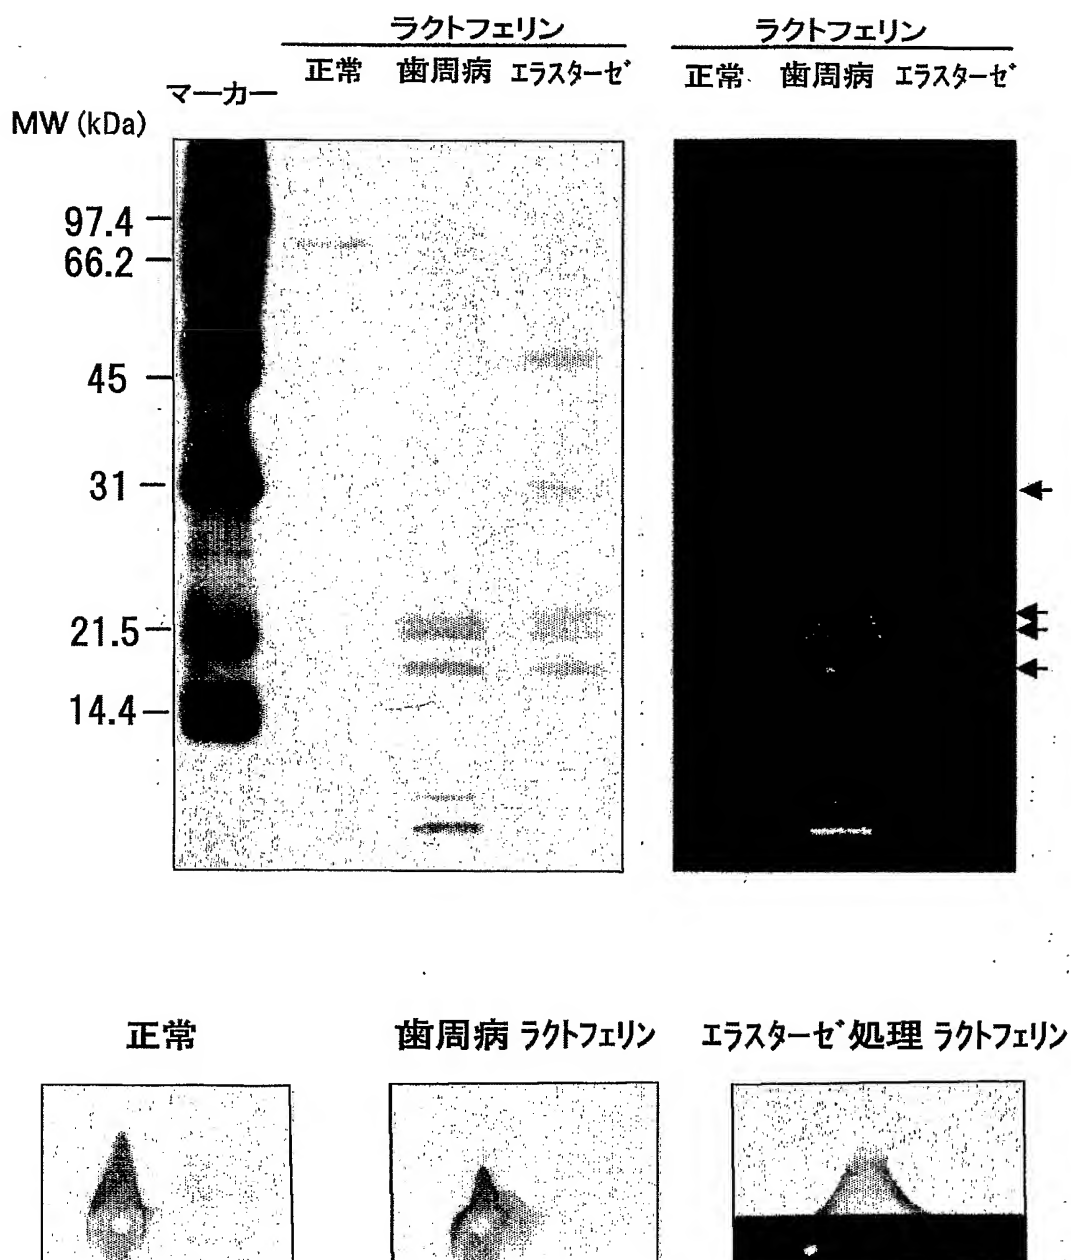 ラクトフェリン ラクトフェリン
正常 歯周病 エラスターゼ 正常 歯周病 エラスターゼ
マーカー
MW (kDa)
97.4
66.2
45
31
21.5
14.4
正常 歯周病 ラクトフェリン エラスターゼ処理 ラクトフェリン